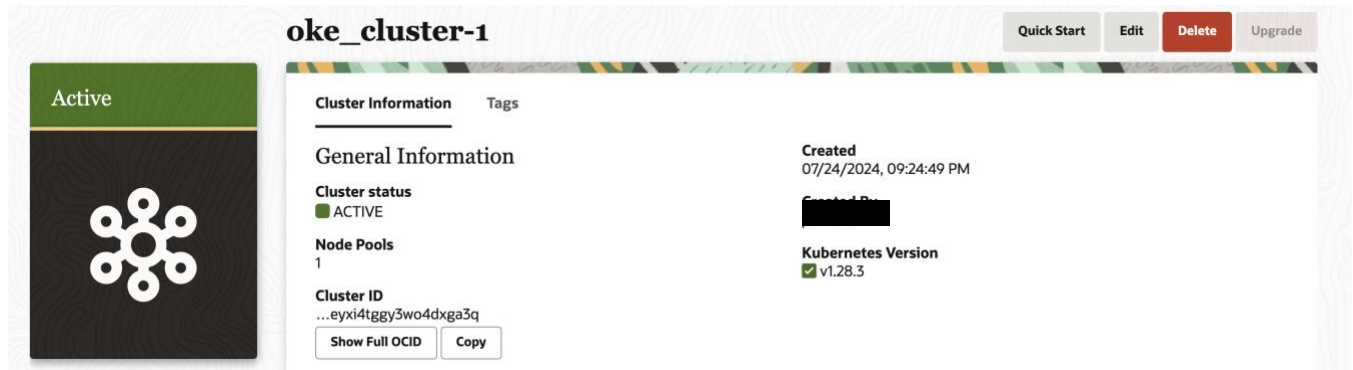 oke_cluster-1
Quick Start Edit Delete Upgrade
Active
Cluster Information Tags
General Information
Cluster status
ACTIVE
Node Pools
1
Cluster ID
...eyxi4tggy3wo4dxga3q
Show Full OCID Copy
Created
07/24/2024, 09:24:49 PM
Kubernetes Version
v1.28.3